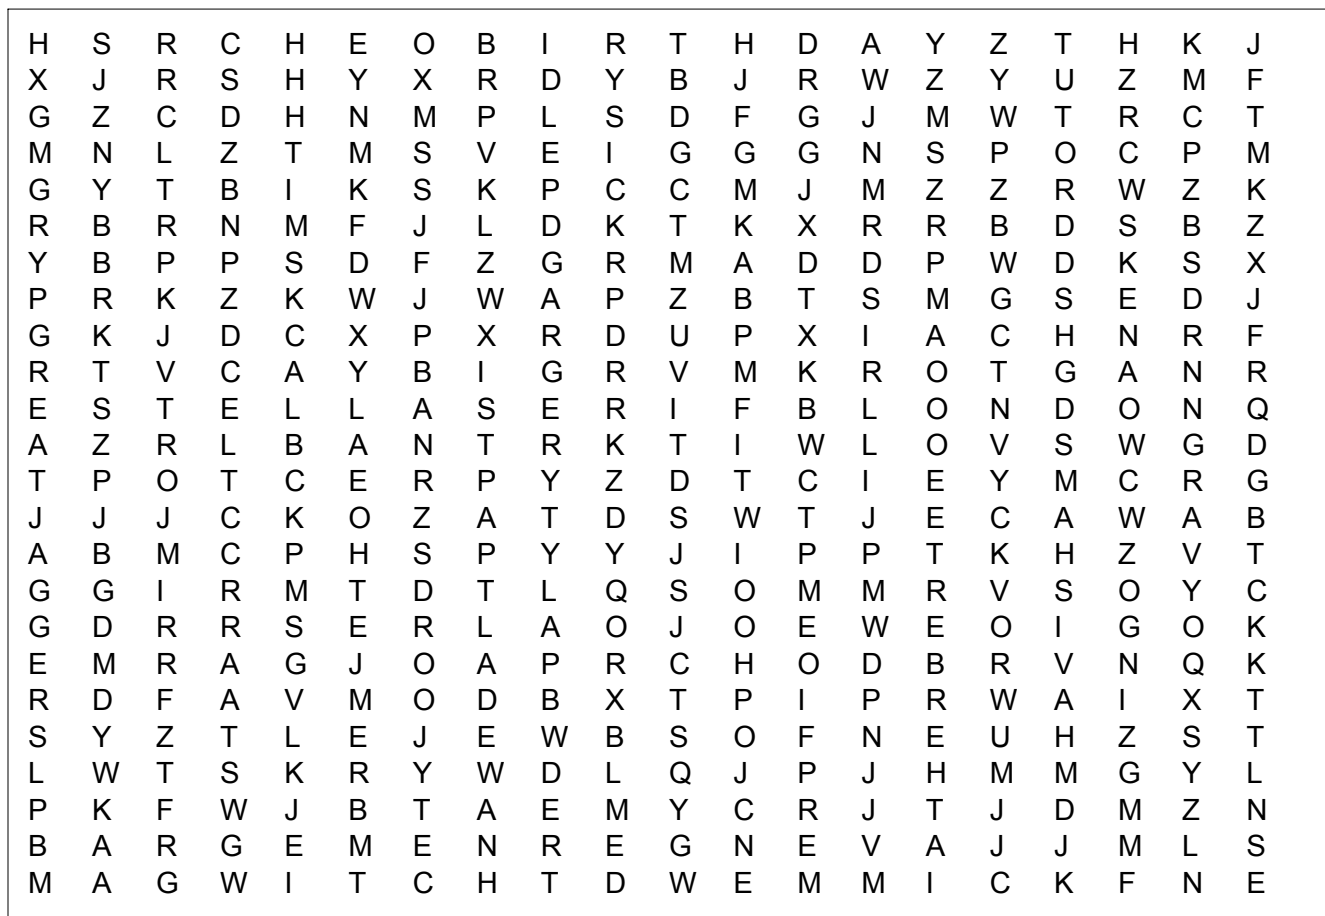 H S R C H E O B I R T H D A Y Z T H K J
X J R S H Y X R D Y B J R W Z Y U Z M F
G Z C D H N M P L S D F G J M W T R C T
M N L Z T M S V E I G G G N S P O C P M
G Y T B I K S K P C C M J M Z Z R W Z K
R B R N M F J L D K T K X R R B D S B Z
Y B P P S D F Z G R M A D D P W D K S X
P R K Z K W J W A P Z B T S M G S E D J
G K J D C X P X R D U P X I A C H N R F
R T V C A Y B I G R V M K R O T G A N R
E S T E L L A S E R I F B L O N D O N Q
A Z R L B A N T R K T I W L O V S W G D
T P O T C E R P Y Z D T C I E Y M C R G
J J J C K O Z A T D S W T J E C A W A B
A B M C P H S P Y Y J I P P T K H Z V T
G G I R M T D T L Q S O M M R V S O Y C
G D R R S E R L A O J O E W E O I G O K
E M R A G J O A P R C H O D B R V N Q K
R D F A V M O D B X T P I P R W A I X T
S Y Z T L E J E W B S O F N E U H Z S T
L W T S K R Y W D L Q J P J H M M G Y L
P K F W J B T A E M Y C R J T J D M Z N
B A R G E M E N R E G N E V A J J M L S
M A G W I T C H T D W E M M I C K F N E